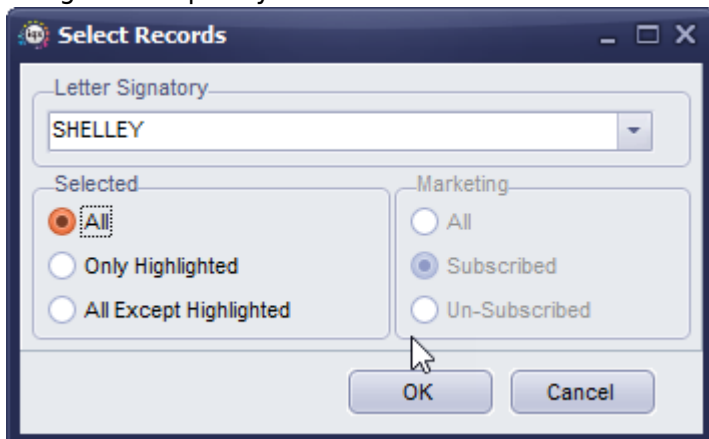 Select Records
Letter Signatory
SHELLEY
Selected
All
Only Highlighted
All Except Highlighted
Marketing
All
Subscribed
Un-Subscribed
OK Cancel